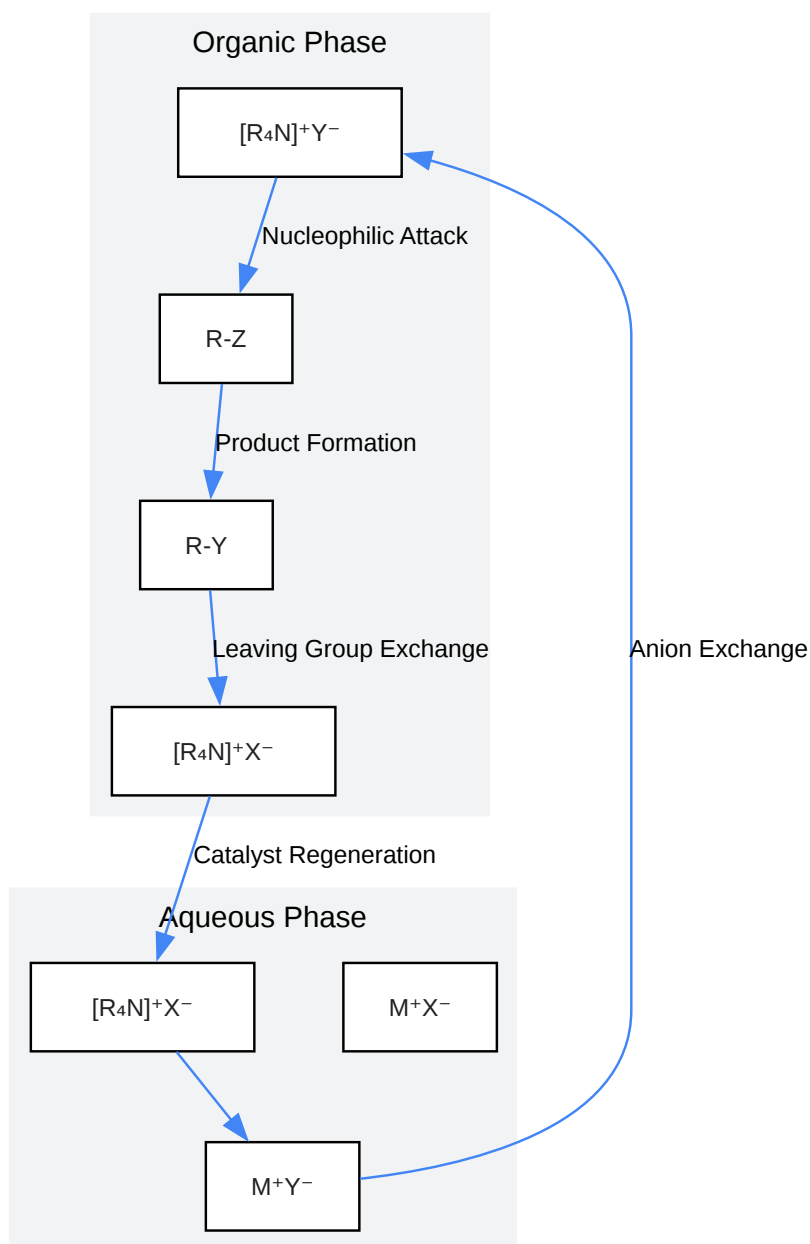 Organic Phase
[R₄N]⁺Y⁻
Nucleophilic Attack
R-Z
Product Formation
R-Y
Leaving Group Exchange
Anion Exchange
[R₄N]⁺X⁻
Catalyst Regeneration
Aqueous Phase
[R₄N]⁺X⁻
M⁺X⁻
M⁺Y⁻